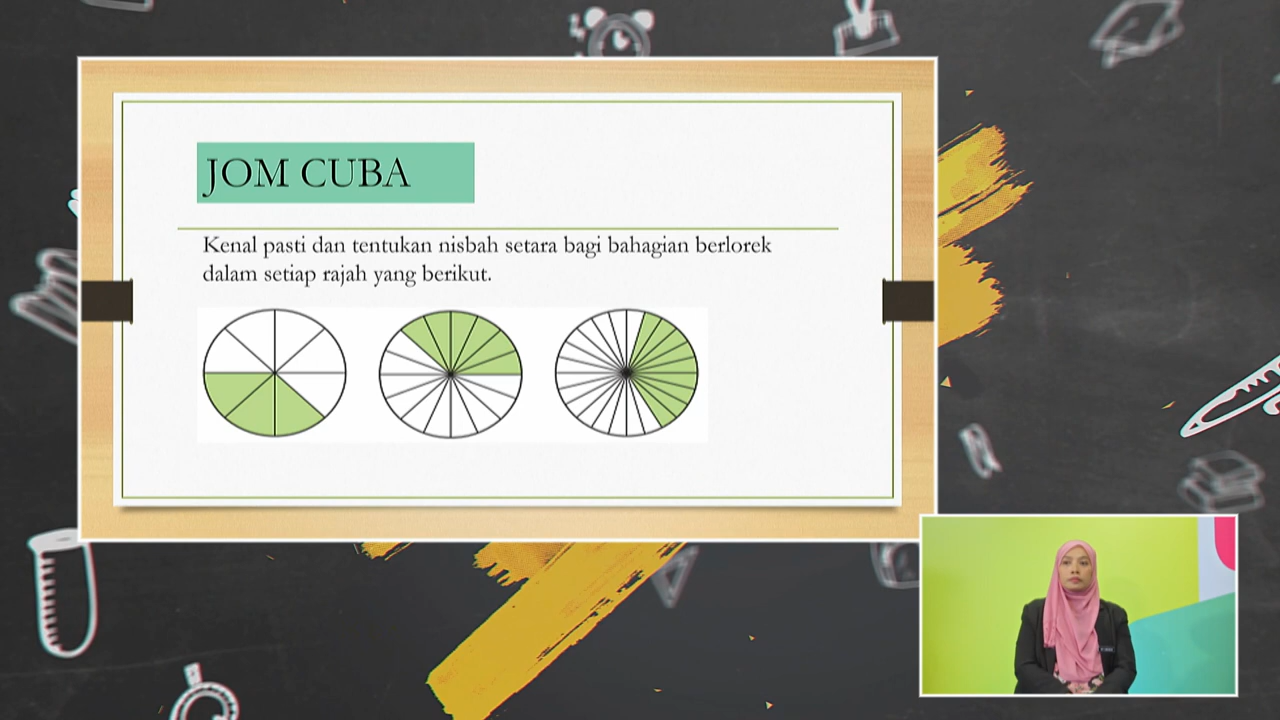 JOM CUBA
Kenal pasti dan tentukan nisbah setara bagi bahagian berlorek
dalam setiap rajah yang berikut.